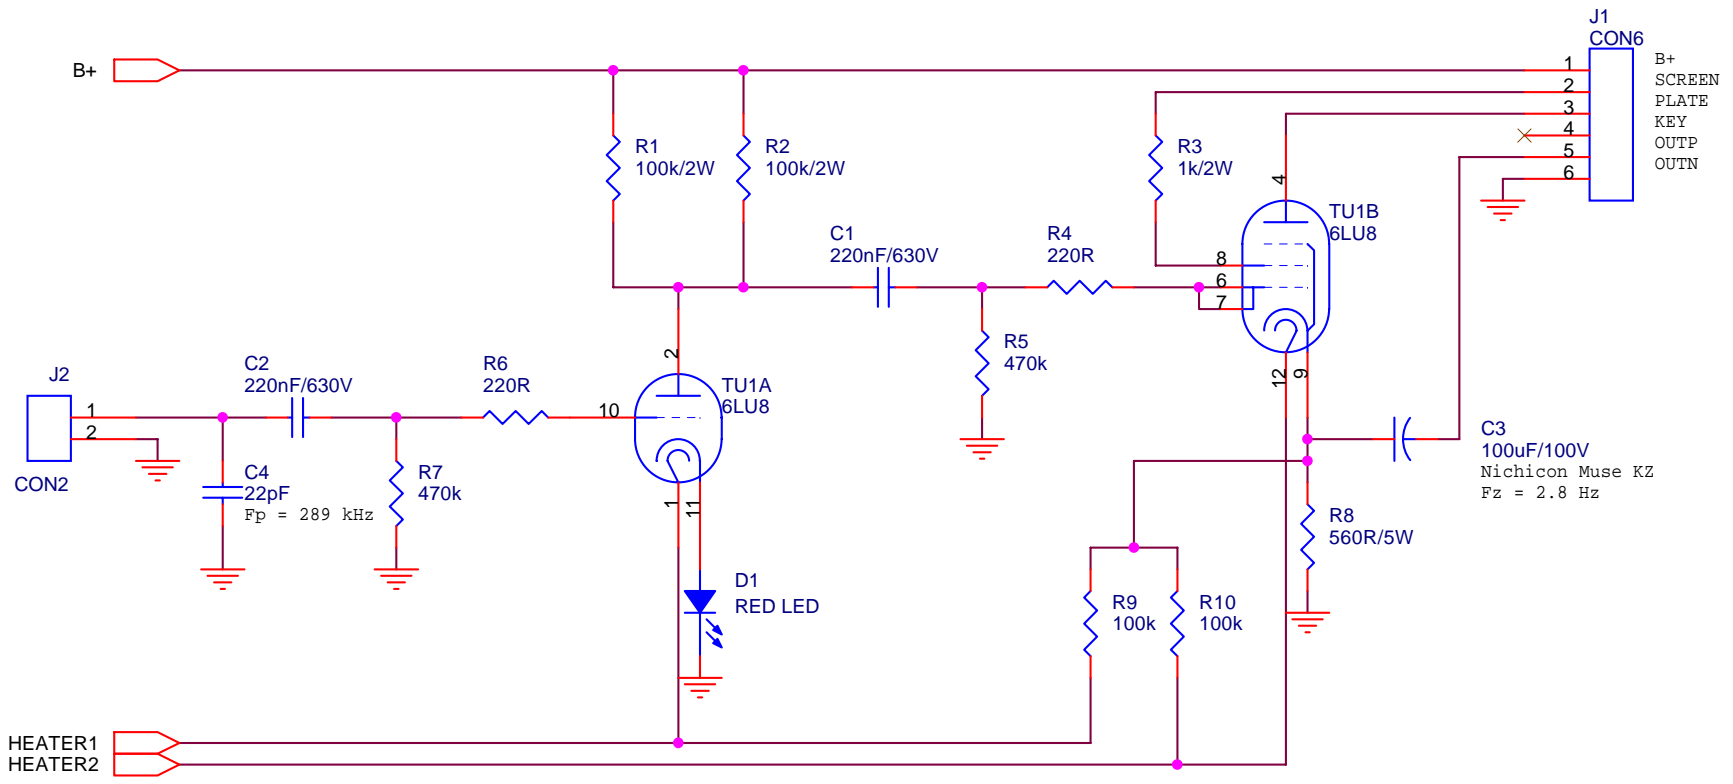 J1
CON6
B+
1
2
3
4
5
6
B+
SCREEN
PLATE
KEY
OUTP
OUTN
R1
100k/2W
R2
100k/2W
R3
1k/2W
4
TU1B
6LU8
C1
220nF/630V
R4
220R
8
6
7
R5
470k
12
9
J2
1
2
CON2
C2
220nF/630V
R6
220R
10
2
TU1A
6LU8
C4
22pF
Fp = 289 kHz
R7
470k
1
11
C3
100uF/100V
Nichicon Muse KZ
Fz = 2.8 Hz
R8
560R/5W
D1
RED LED
R9
100k
R10
100k
HEATER1
HEATER2